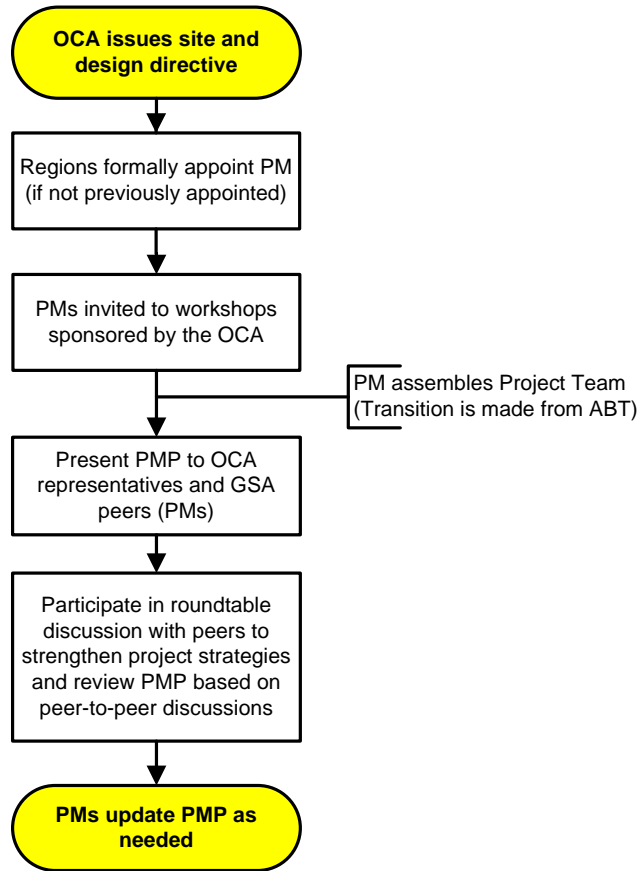 OCA issues site and
design directive
Regions formally appoint PM
(if not previously appointed)
PMs invited to workshops
sponsored by the OCA
PM assembles Project Team
(Transition is made from ABT)
Present PMP to OCA
representatives and GSA
peers (PMs)
Participate in roundtable
discussion with peers to
strengthen project strategies
and review PMP based on
peer-to-peer discussions
PMs update PMP as
needed